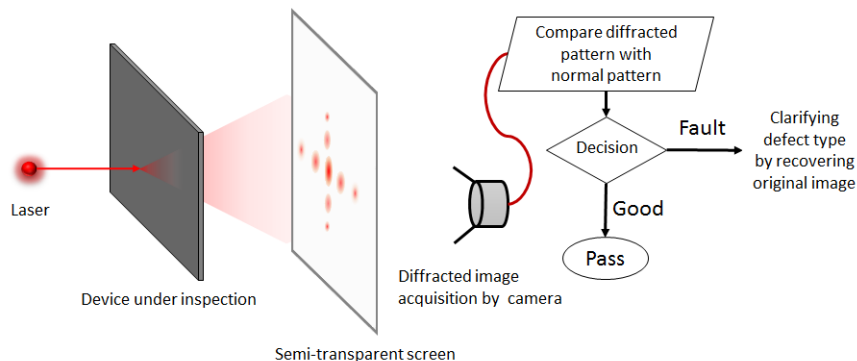 Laser
Device under inspection
Semi-transparent screen
Diffracted image
acquisition by camera
Compare diffracted
pattern with
normal pattern
Decision
Fault
Good
Pass
Clarifying
defect type
by recovering
original image